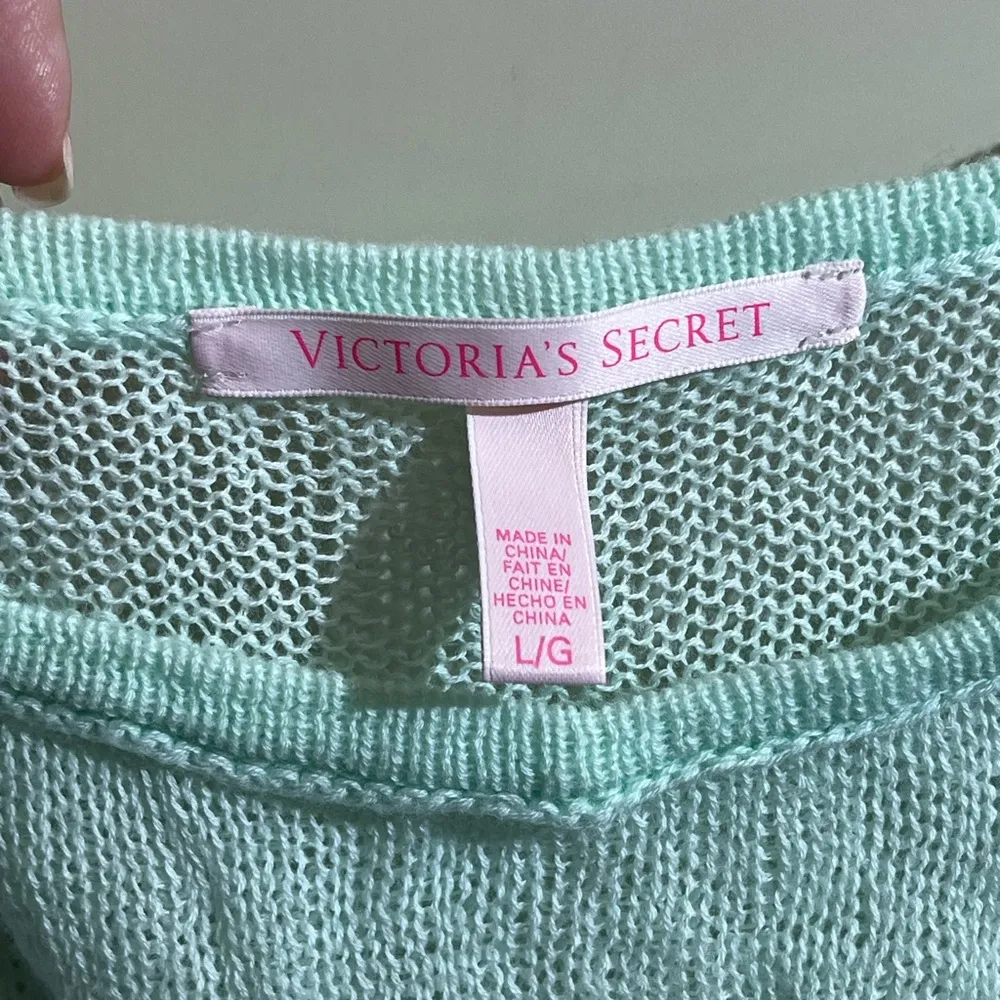 VICTORIA'S SECRET
MADE IN
CHINA/
FAIT EN
CHINE/
HECHO EN
CHINA
L/G